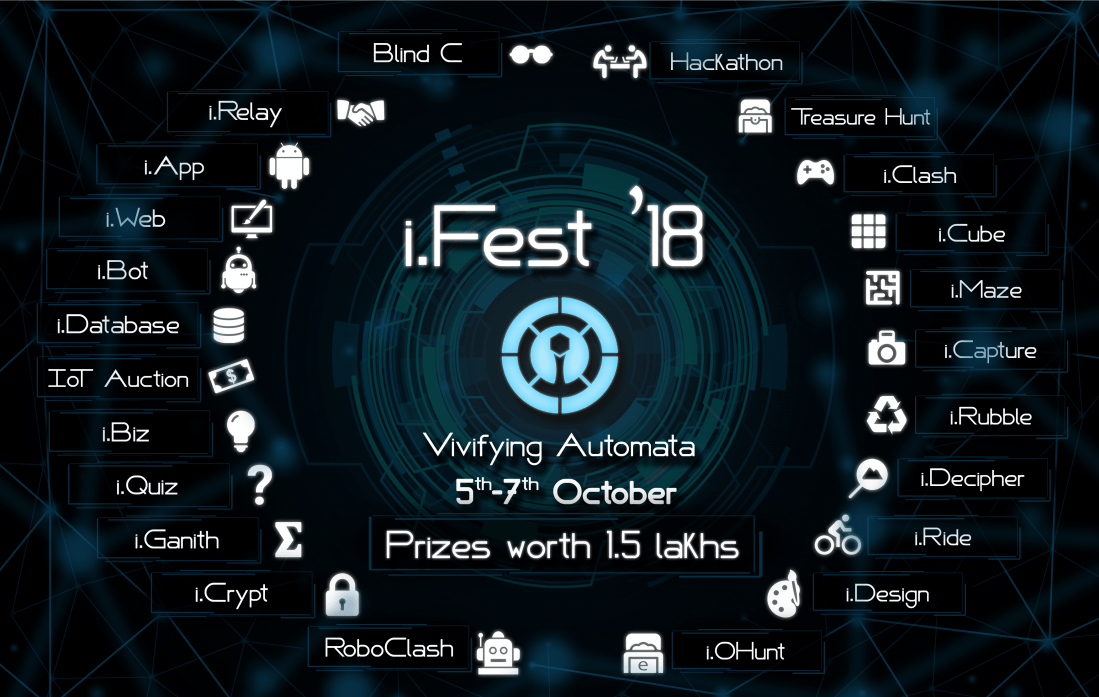 Blind C
Hackathon
i.Relay
Treasure Hunt
i.App
i.Clash
i.Web
i.Cube
i.Bot
i.Maze
i.Database
i.Capture
IoT Auction
i.Rubble
i.Biz
i.Decipher
i.Quiz
i.Ride
i.Ganith
i.Design
i.Crypt
i.OHunt
RoboClash
i.Fest '18
Vivifying Automata
5th-7th October
Prizes worth 1.5 laKhs
$
?
Σ
e